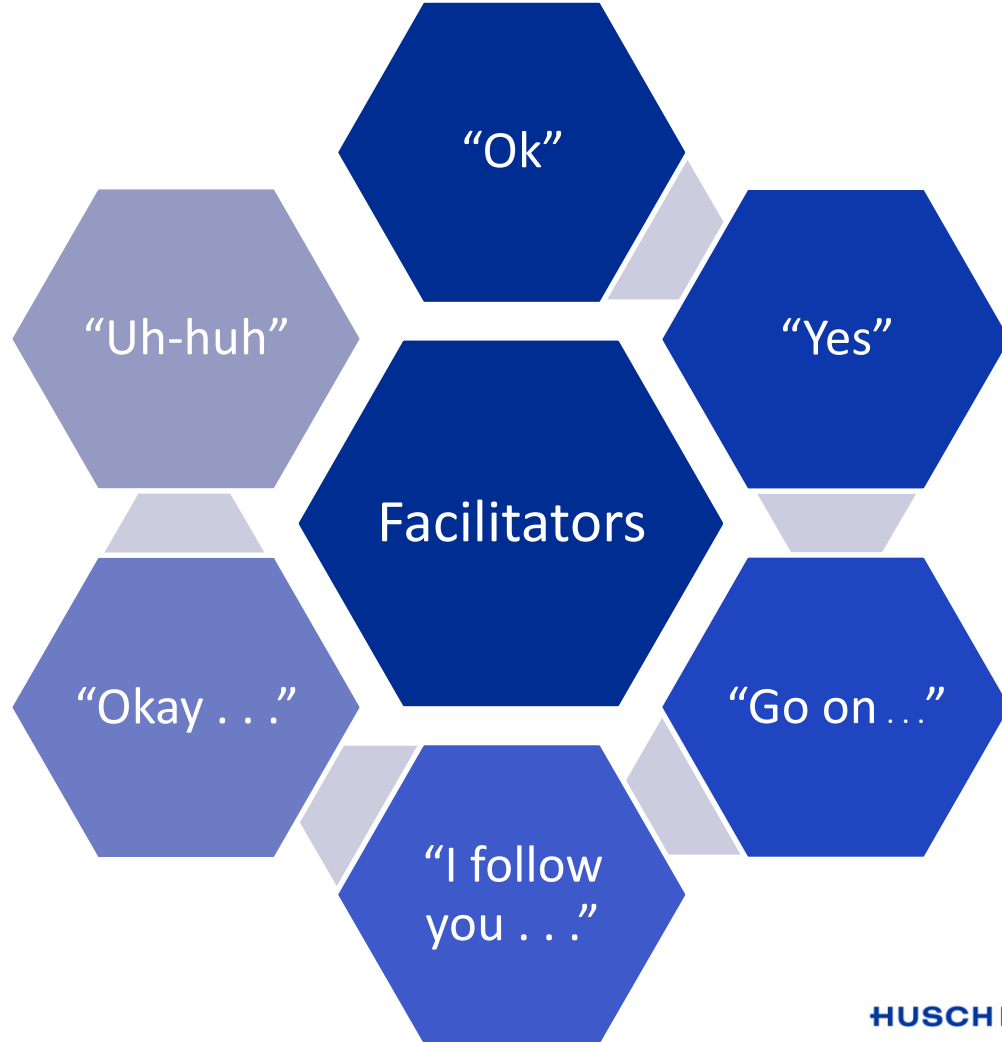 “Ok”
“Uh-huh”
“Yes”
Facilitators
“Okay . . .”
“Go on . . .”
“I follow
you . . .”
HUSCH